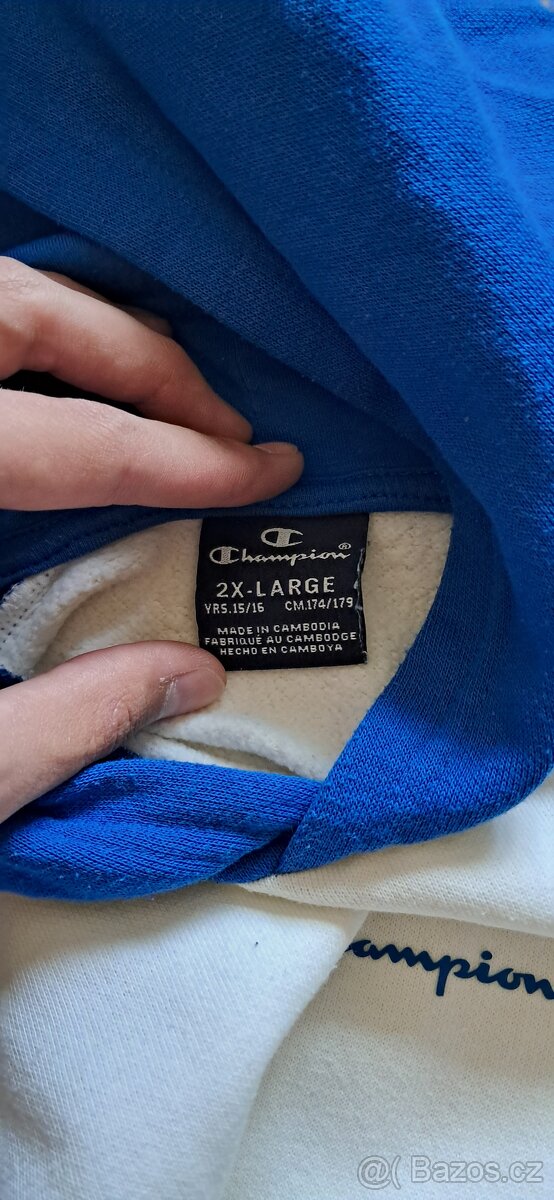 Champion®
2X-LARGE
YRS.15/16 CM.174/179
MADE IN CAMBODIA
FABRIQUÉ AU CAMBODGE
HECHO EN CAMBOYA
ampion
@( Bazos.cz